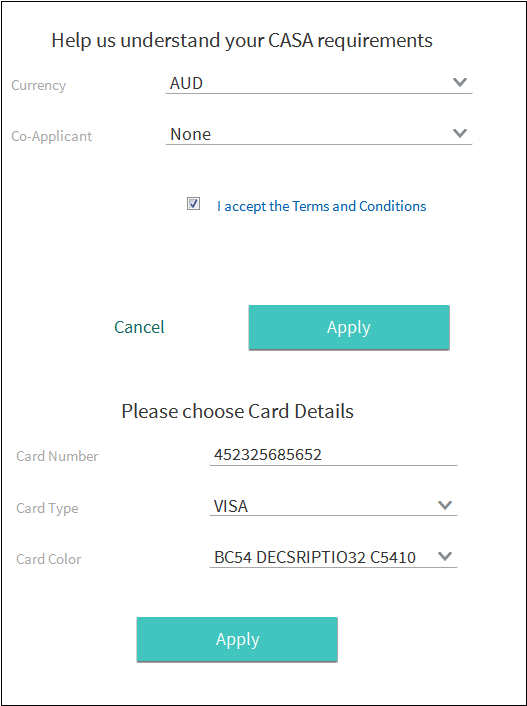 Help us understand your CASA requirements
Currency AUD
Co-Applicant None
I accept the Terms and Conditions
Cancel Apply
Please choose Card Details
Card Number 452325685652
Card Type VISA
Card Color BC54 DECSRIPTIO32 C5410
Apply